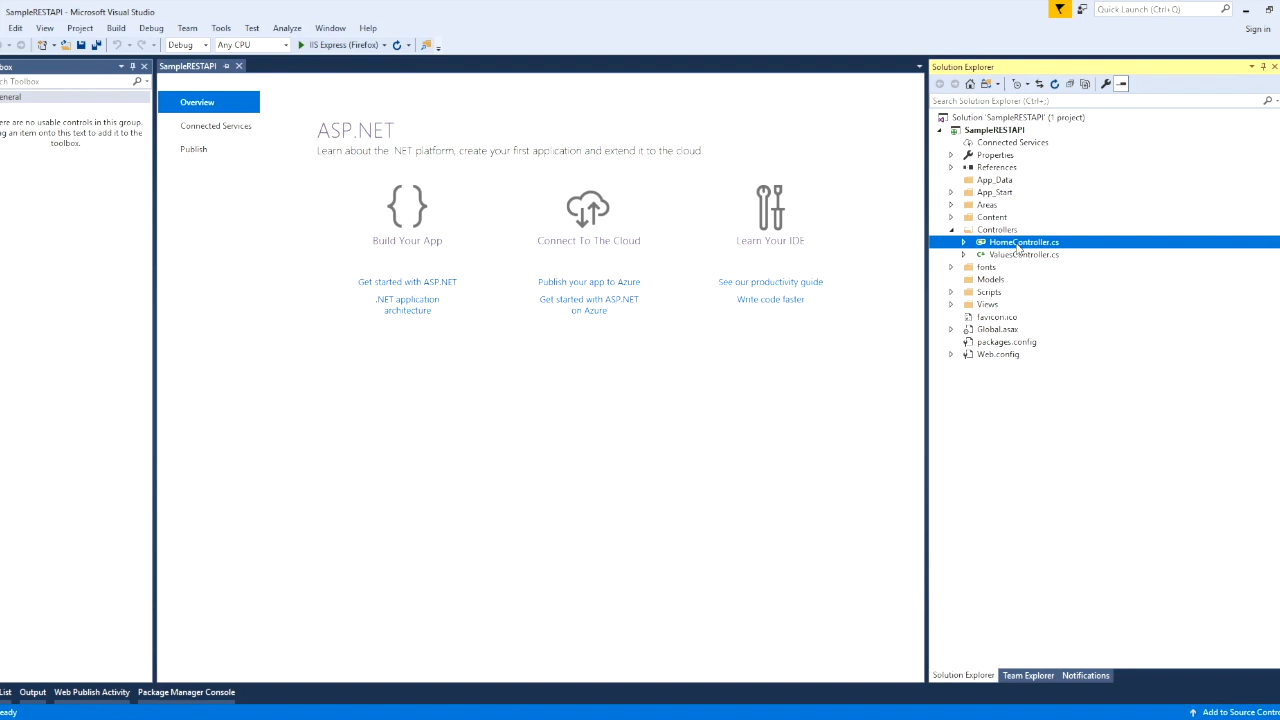 SampleRESTAPI - Microsoft Visual Studio
Quick Launch (Ctrl+Q)
Edit View Project Build Debug Team Tools Test Analyze Window Help
Sign in
Debug Any CPU IIS Express (Firefox)
SampleRESTAPI
Solution Explorer
ch Toolbox
eneral
ere are no usable controls in this group.
ng an item onto this text to add it to the
toolbox.
Overview
Connected Services
Publish
ASP.NET
Learn about the .NET platform, create your first application and extend it to the cloud.
Build Your App
Connect To The Cloud
Learn Your IDE
Get started with ASP.NET
.NET application
architecture
Publish your app to Azure
Get started with ASP.NET
on Azure
See our productivity guide
Write code faster
Search Solution Explorer (Ctrl+;)
Solution 'SampleRESTAPI' (1 project)
SampleRESTAPI
Connected Services
Properties
References
App_Data
App_Start
Areas
Content
Controllers
HomeController.cs
ValuesController.cs
fonts
Models
Scripts
Views
favicon.ico
Global.asax
packages.config
Web.config
Solution Explorer Team Explorer Notifications
List Output Web Publish Activity Package Manager Console
eady
Add to Source Contro